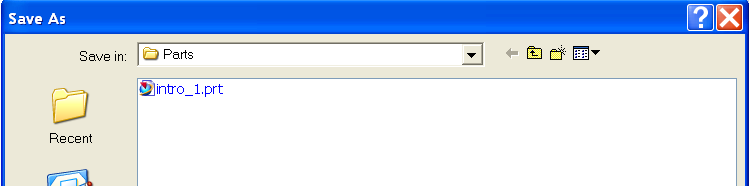 Save As
Save in: Parts
intro_1.prt
Recent